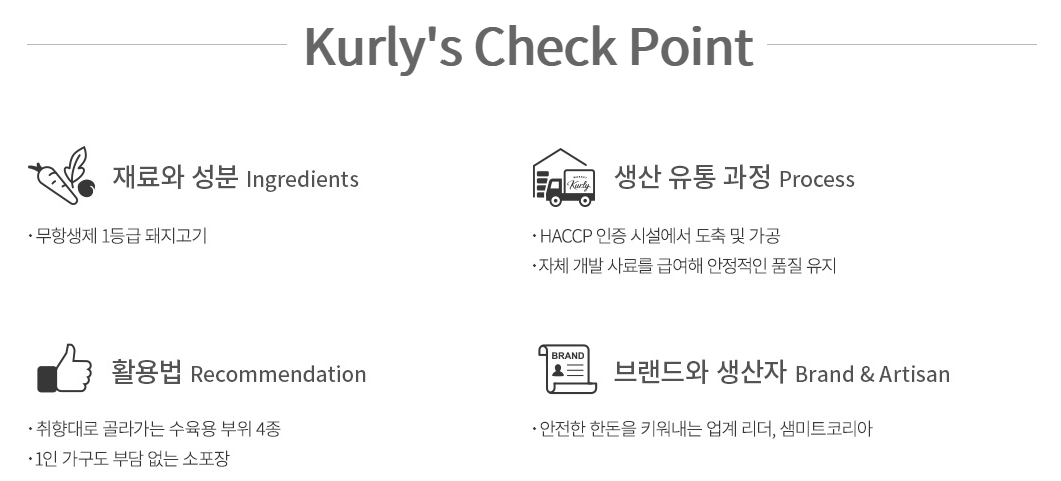 Kurly's Check Point
재료와 성분 Ingredients
· 무항생제 1등급 돼지고기
생산 유통 과정 Process
· HACCP 인증 시설에서 도축 및 가공
· 자체 개발 사료를 급여해 안정적인 품질 유지
Kurly
활용법 Recommendation
· 취향대로 골라가는 수육용 부위 4종
· 1인 가구도 부담 없는 소포장
BRAND
브랜드와 생산자 Brand & Artisan
· 안전한 한돈을 키워내는 업계 리더, 샘미트코리아